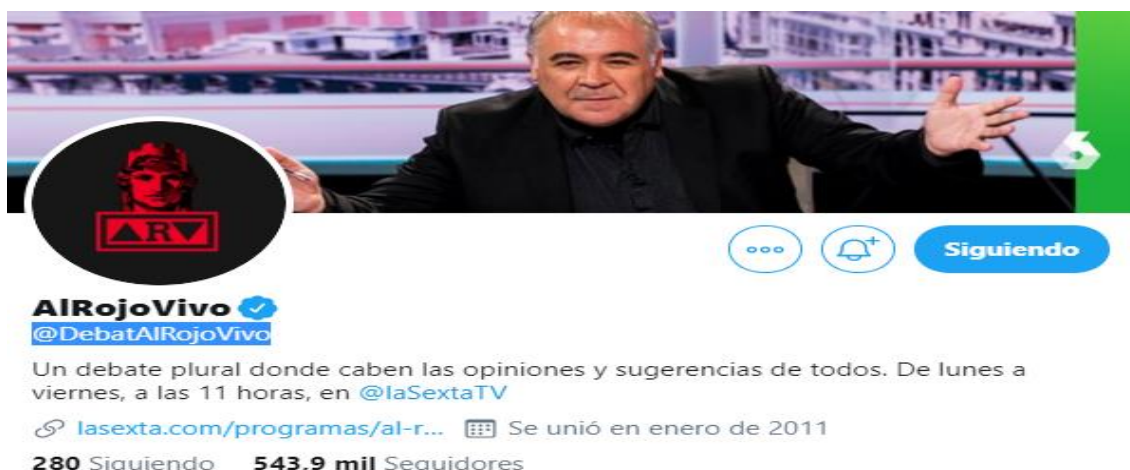 6
ARV
Siguiendo
AlRojoVivo
@DebatAlRojoVivo
Un debate plural donde caben las opiniones y sugerencias de todos. De lunes a
viernes, a las 11 horas, en @laSextaTV
lasexta.com/programas/al-r... Se unió en enero de 2011
280 Siguiendo 543,9 mil Seguidores